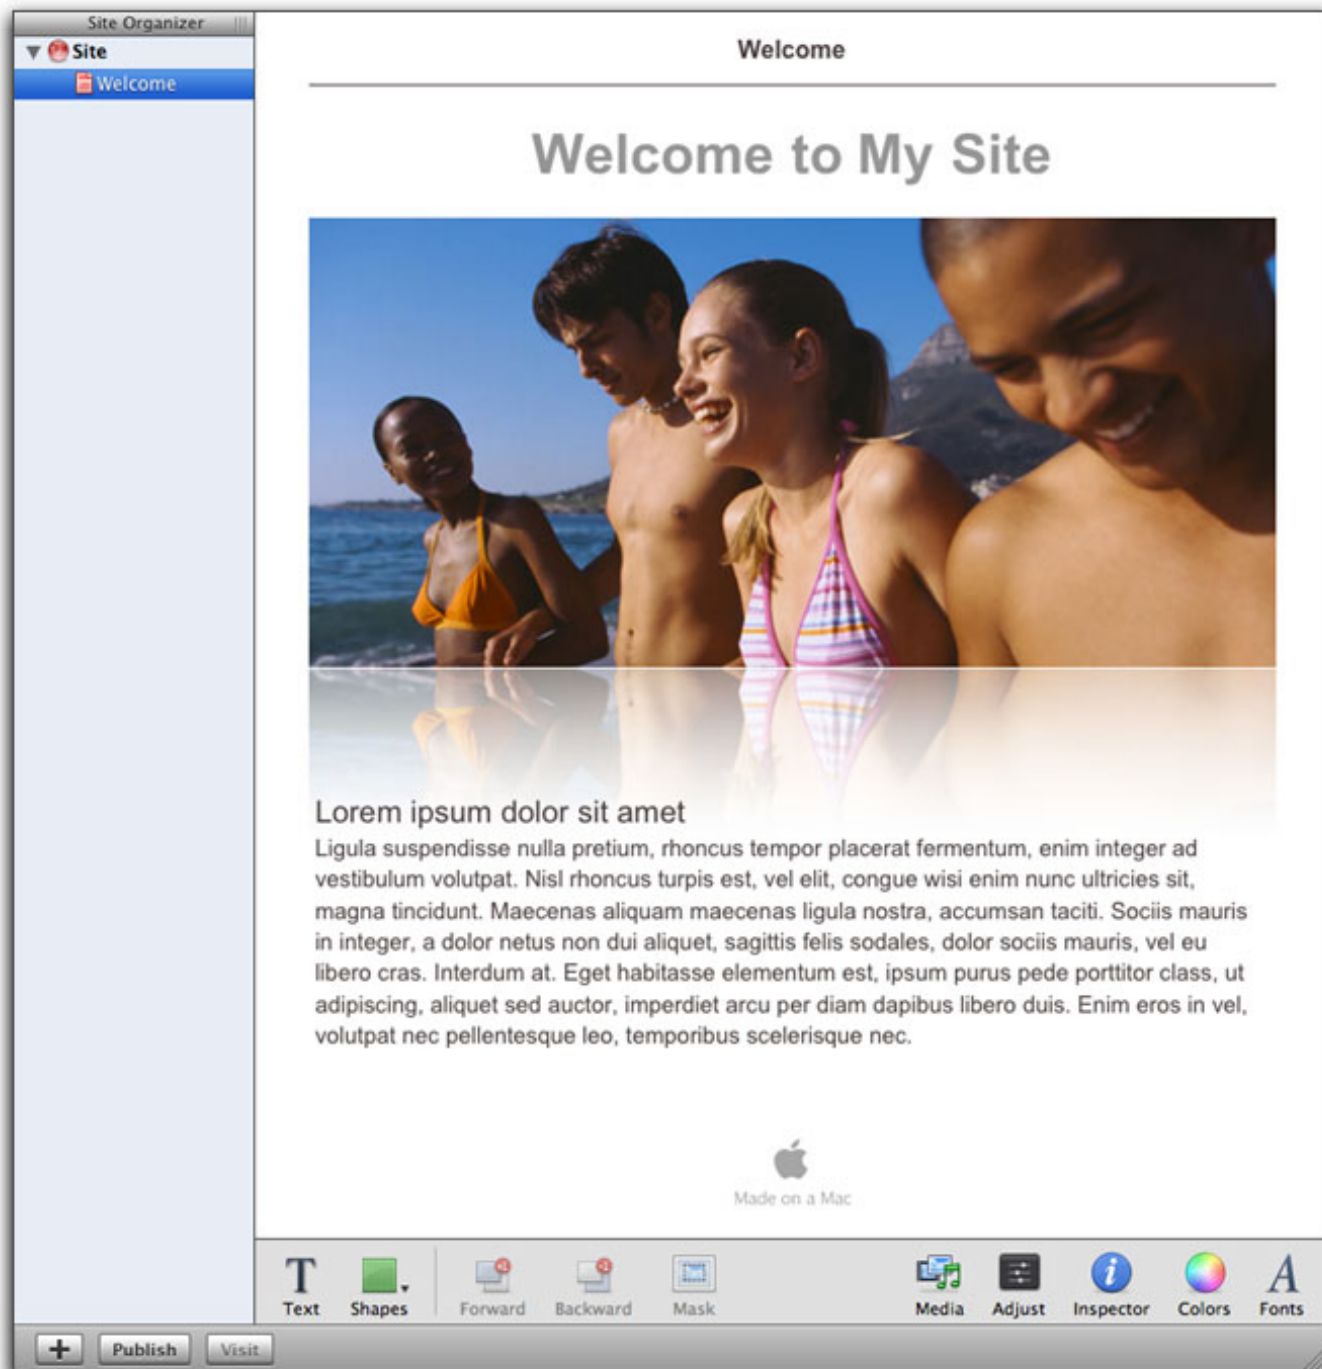 Site Organizer
Site
Welcome
Welcome
Welcome to My Site
Lorem ipsum dolor sit amet
Ligula suspendisse nulla pretium, rhoncus tempor placerat fermentum, enim integer ad
vestibulum volutpat. Nisl rhoncus turpis est, vel elit, congue wisi enim nunc ultricies sit,
magna tincidunt. Maecenas aliquam maecenas ligula nostra, accumsan taciti. Sociis mauris
in integer, a dolor netus non dui aliquet, sagittis felis sodales, dolor sociis mauris, vel eu
libero cras. Interdum at. Eget habitasse elementum est, ipsum purus pede porttitor class, ut
adipiscing, aliquet sed auctor, imperdiet arcu per diam dapibus libero duis. Enim eros in vel,
volutpat nec pellentesque leo, temporibus scelerisque nec.
Made on a Mac
Text Shapes Forward Backward Mask Media Adjust Inspector Colors Fonts
Publish Visit